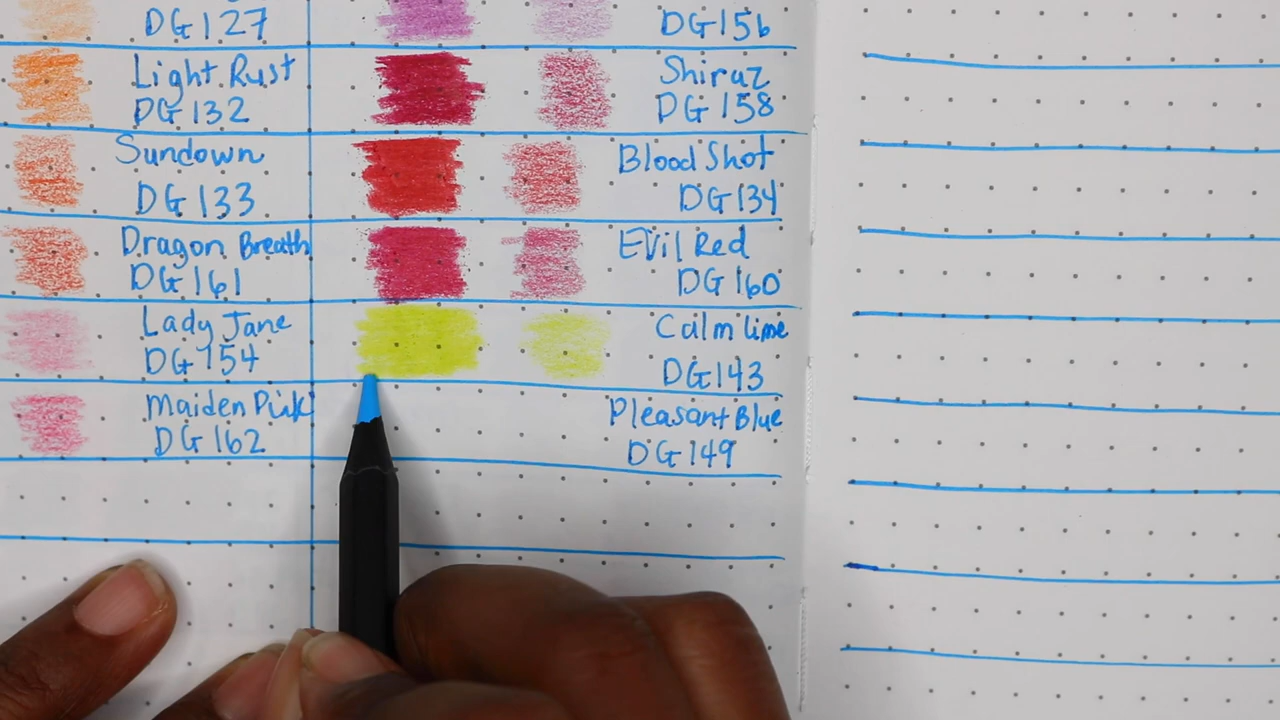 DG127
Light Rust
DG132
Sundown
DG133
Dragon Breath
DG161
Lady Jane
DG154
Maiden Pink
DG162
DG156
Shiraz
DG158
Blood Shot
DG134
Evil Red
DG160
Calm lime
DG143
Pleasant Blue
DG149